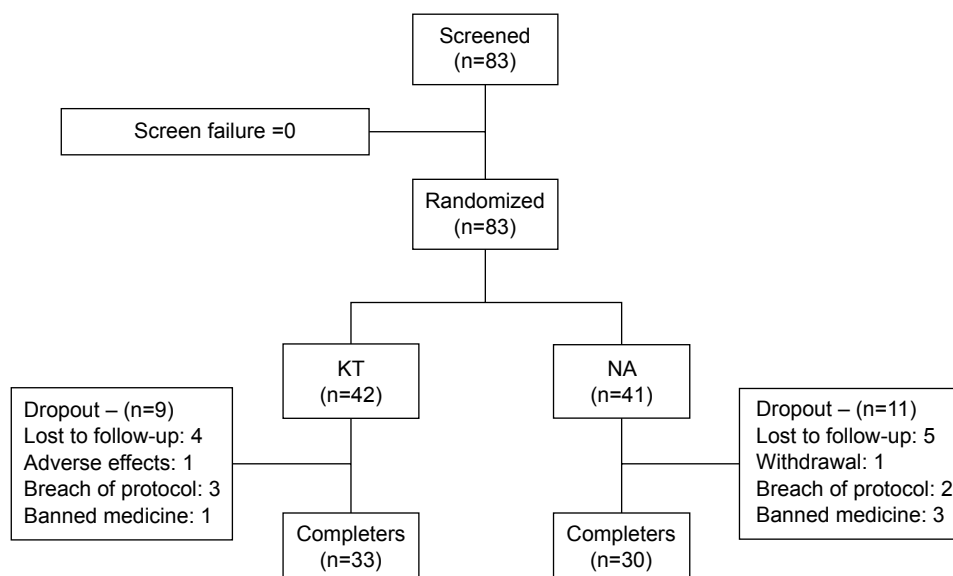 Screened
(n=83)
Screen failure =0
Randomized
(n=83)
KT
(n=42)
NA
(n=41)
Dropout – (n=9)
Lost to follow-up: 4
Adverse effects: 1
Breach of protocol: 3
Banned medicine: 1
Dropout – (n=11)
Lost to follow-up: 5
Withdrawal: 1
Breach of protocol: 2
Banned medicine: 3
Completers
(n=33)
Completers
(n=30)